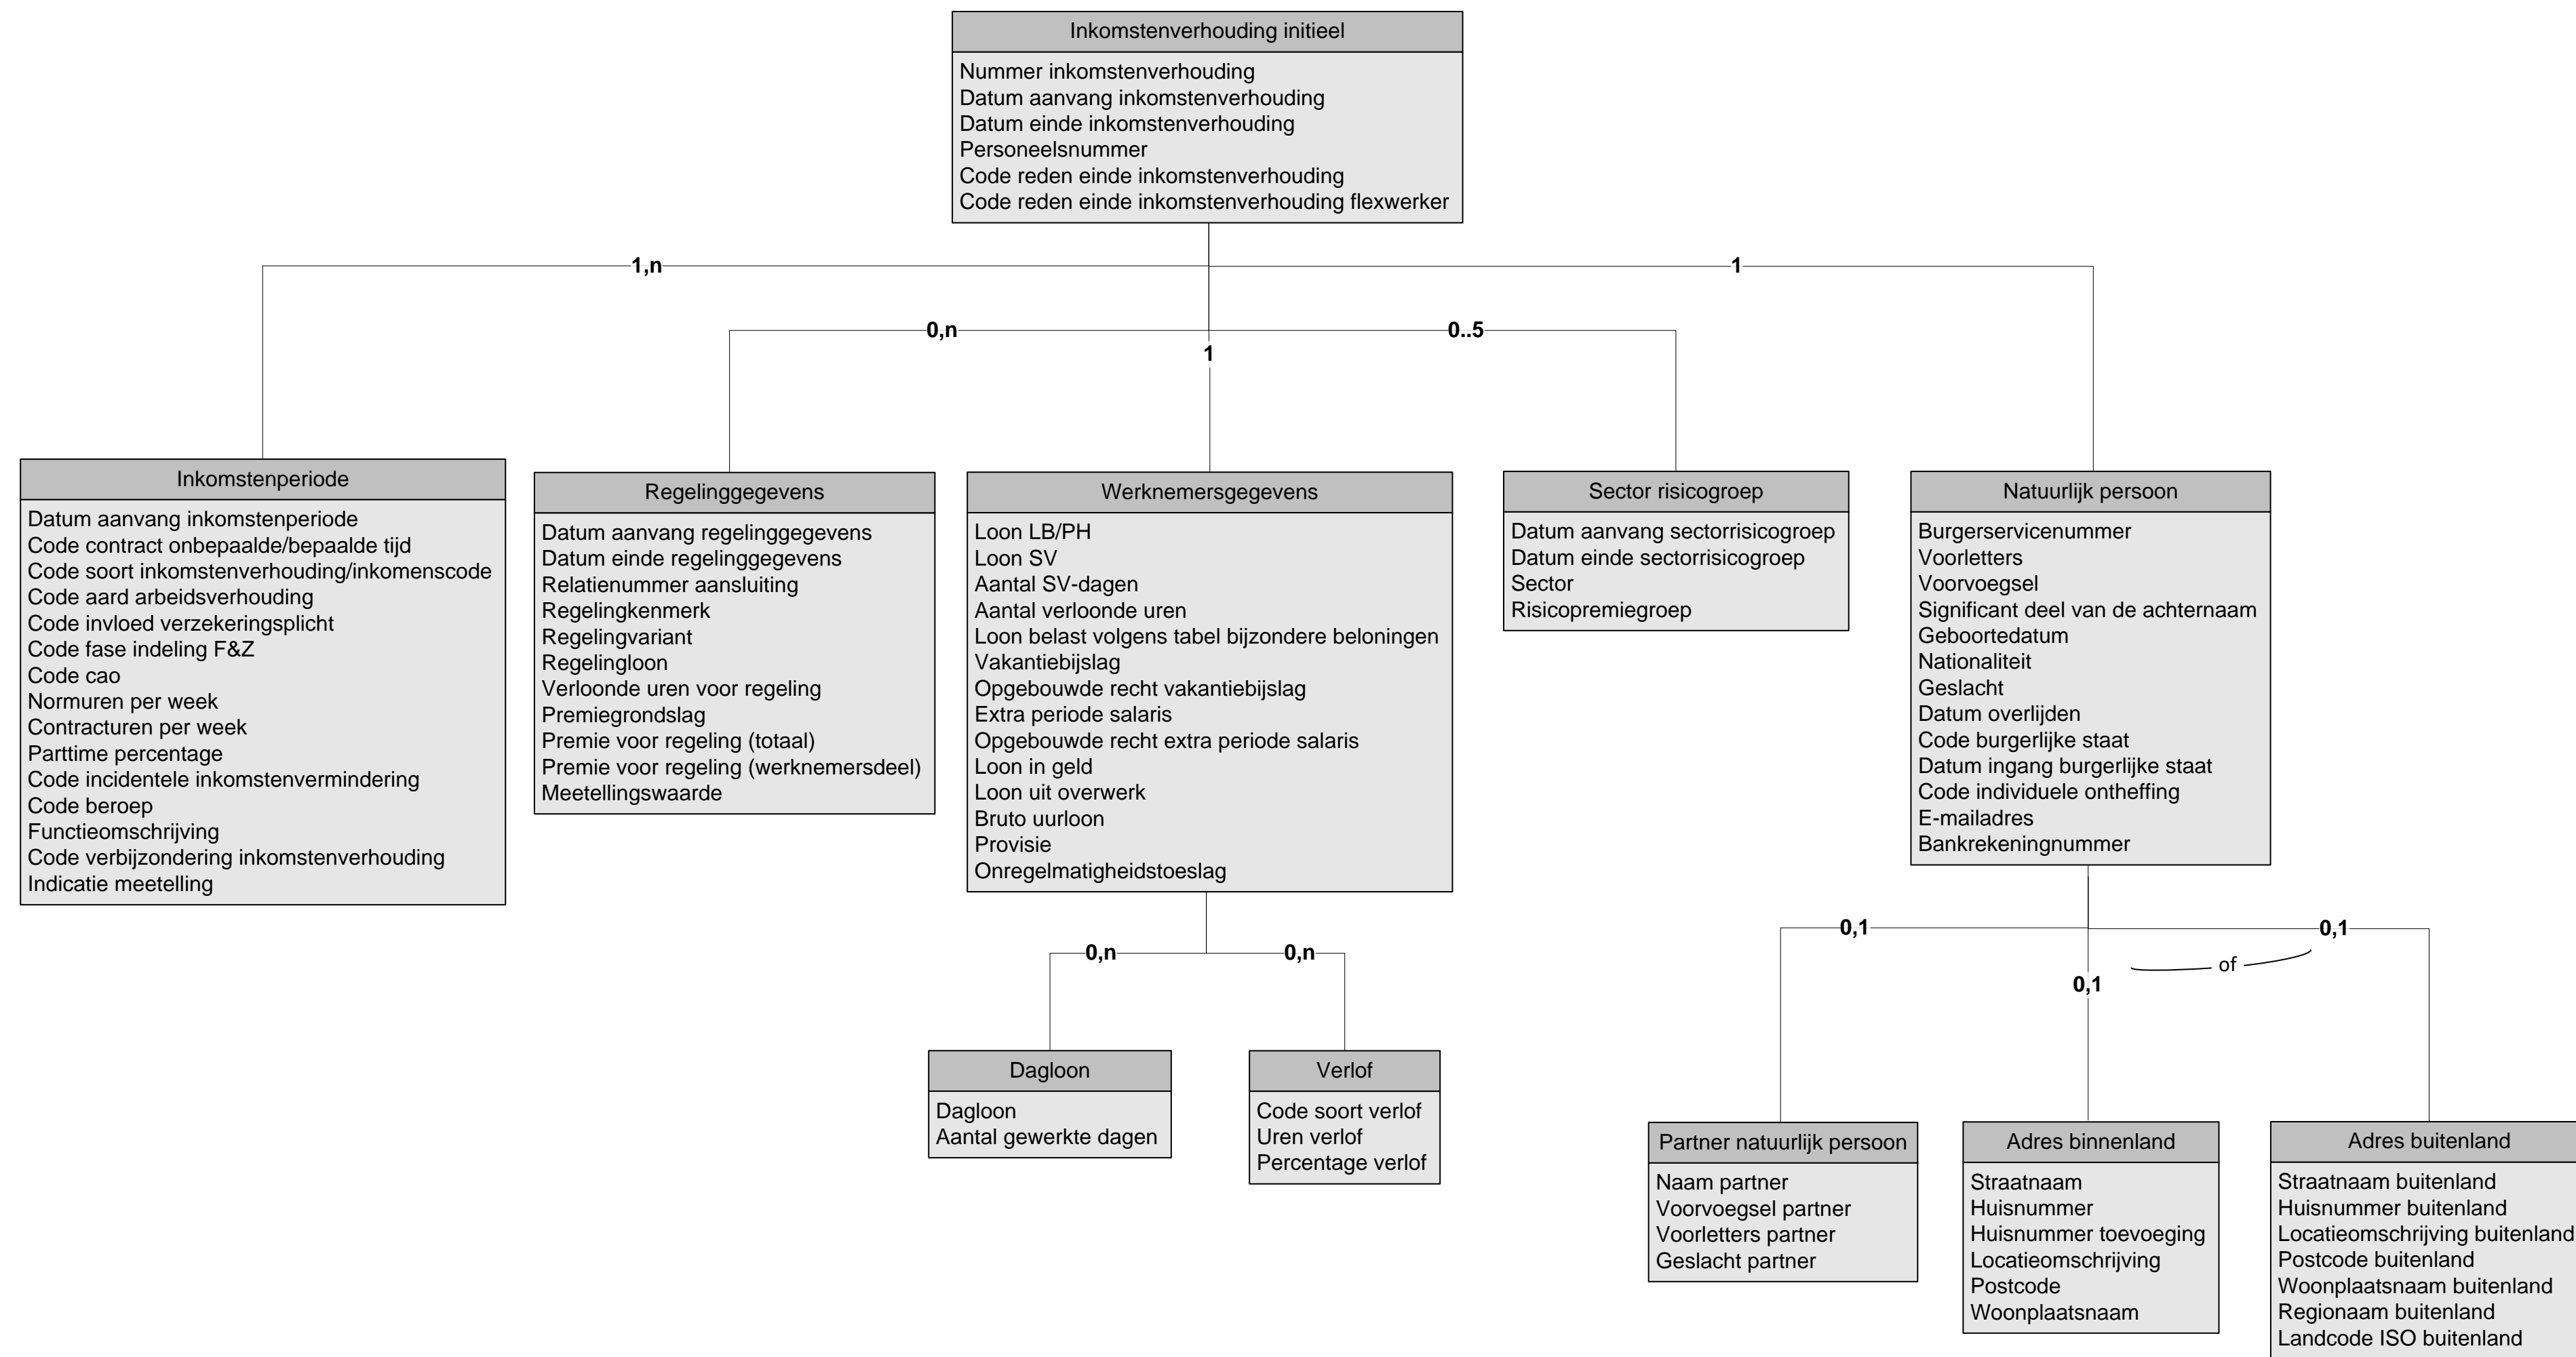 Inkomstenverhouding initieel
Nummer inkomstenverhouding
Datum aanvang inkomstenverhouding
Datum einde inkomstenverhouding
Personeelsnummer
Code reden einde inkomstenverhouding
Code reden einde inkomstenverhouding flexwerker
1,n
1
0,n
0..5
1
Inkomstenperiode
Datum aanvang inkomstenperiode
Code contract onbepaalde/bepaalde tijd
Code soort inkomstenverhouding/inkomenscode
Code aard arbeidsverhouding
Code invloed verzekeringsplicht
Code fase indeling F&Z
Code cao
Normuren per week
Contracturen per week
Parttime percentage
Code incidentele inkomstenvermindering
Code beroep
Functieomschrijving
Code verbijzondering inkomstenverhouding
Indicatie meetelling
Regelinggegevens
Datum aanvang regelinggegevens
Datum einde regelinggegevens
Relatienummer aansluiting
Regelingkenmerk
Regelingvariant
Regelingloon
Verloonde uren voor regeling
Premiegrondslag
Premie voor regeling (totaal)
Premie voor regeling (werknemersdeel)
Meetellingswaarde
Werknemersgegevens
Loon LB/PH
Loon SV
Aantal SV-dagen
Aantal verloonde uren
Loon belast volgens tabel bijzondere beloningen
Vakantiebijslag
Opgebouwde recht vakantiebijslag
Extra periode salaris
Opgebouwde recht extra periode salaris
Loon in geld
Loon uit overwerk
Bruto uurloon
Provisie
Onregelmatigheidstoeslag
Sector risicogroep
Datum aanvang sectorrisicogroep
Datum einde sectorrisicogroep
Sector
Risicopremiegroep
Natuurlijk persoon
Burgerservicenummer
Voorletters
Voorvoegsel
Significant deel van de achternaam
Geboortedatum
Nationaliteit
Geslacht
Datum overlijden
Code burgerlijke staat
Datum ingang burgerlijke staat
Code individuele ontheffing
E-mailadres
Bankrekeningnummer
0,n
0,n
0,1
0,1
of
0,1
Dagloon
Dagloon
Aantal gewerkte dagen
Verlof
Code soort verlof
Uren verlof
Percentage verlof
Partner natuurlijk persoon
Naam partner
Voorvoegsel partner
Voorletters partner
Geslacht partner
Adres binnenland
Straatnaam
Huisnummer
Huisnummer toevoeging
Locatieomschrijving
Postcode
Woonplaatsnaam
Adres buitenland
Straatnaam buitenland
Huisnummer buitenland
Locatieomschrijving buitenland
Postcode buitenland
Woonplaatsnaam buitenland
Regionaam buitenland
Landcode ISO buitenland